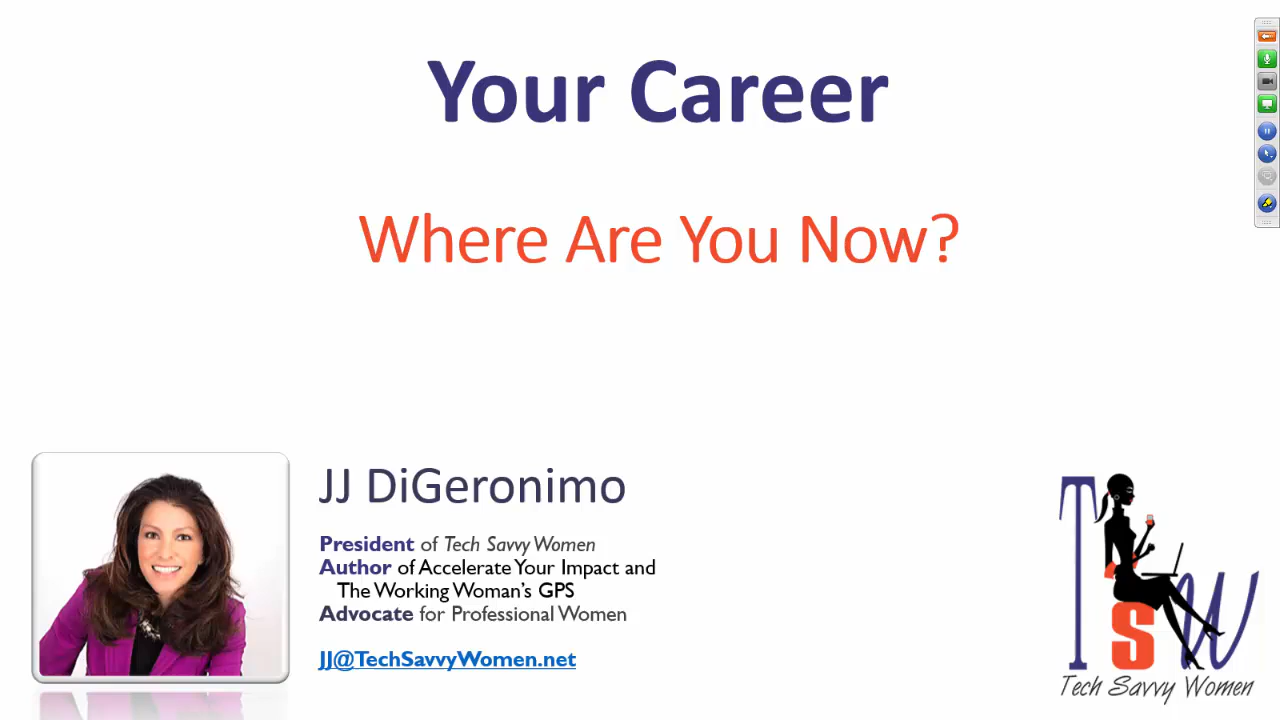 Your Career
Where Are You Now?
JJ DiGeronimo
President of Tech Savvy Women
Author of Accelerate Your Impact and
The Working Woman's GPS
Advocate for Professional Women
JJ@TechSavvyWomen.net
TSW
Tech Savvy Women